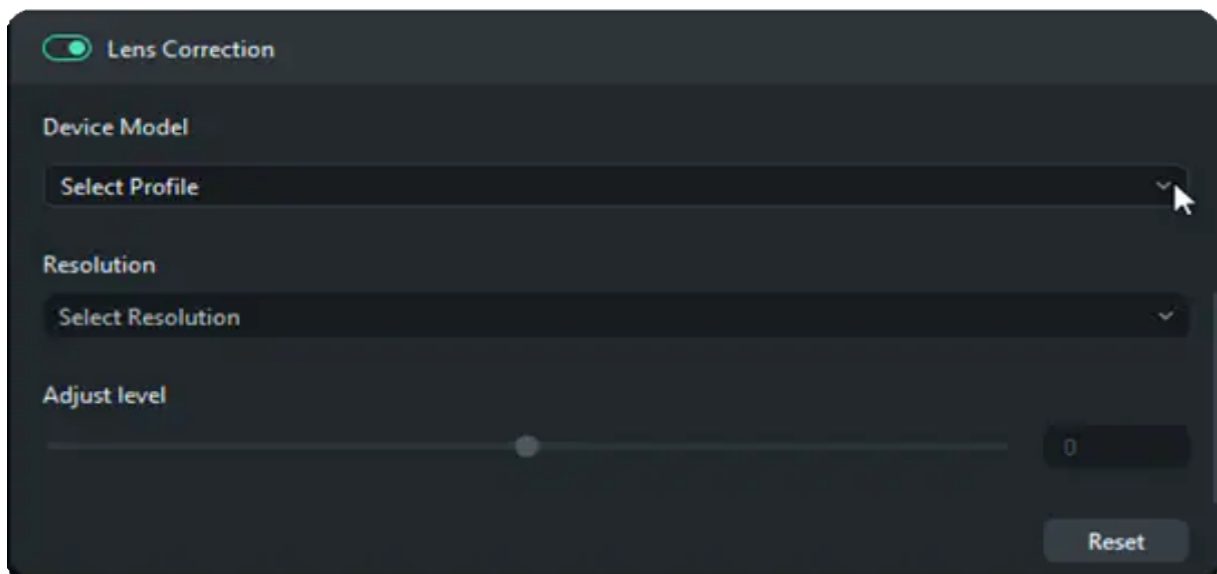 Lens Correction
Device Model
Select Profile
Resolution
Select Resolution
Adjust level
0
Reset